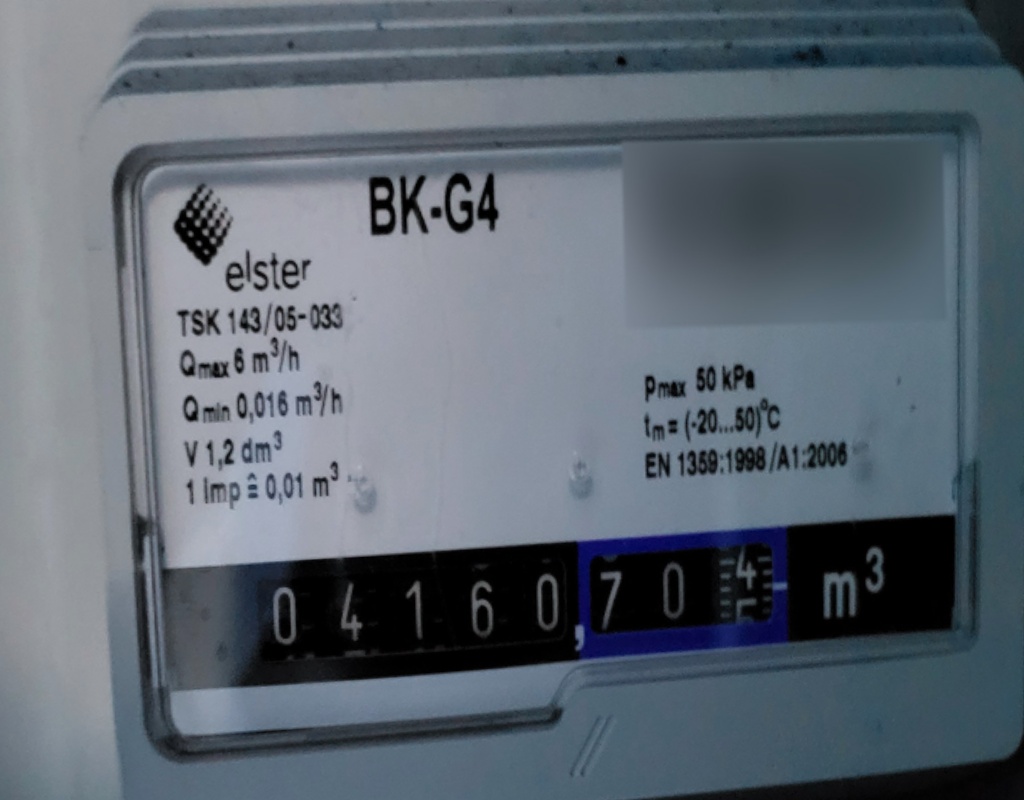 BK-G4
elster
TSK 143/05-033
Qmax 6 m³/h
Qmin 0,016 m³/h
V 1,2 dm³
1 imp ≙ 0,01 m³
pmax 50 kPa
tm = (-20...50)°C
EN 1359:1998/A1:2006
04160,704 m³